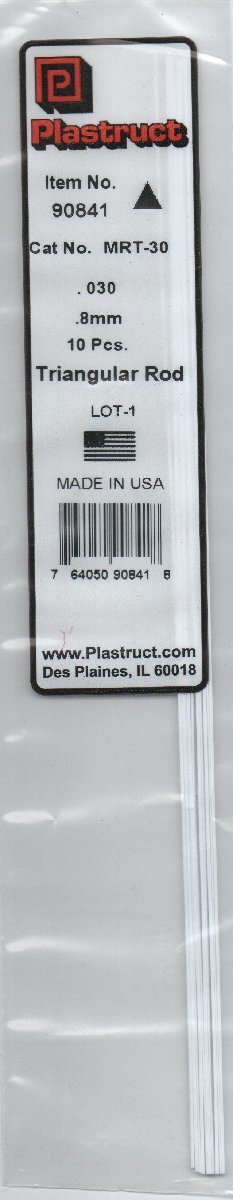 P
Plastruct
Item No.
90841
Cat No. MRT-30
.030
.8mm
10 Pcs.
Triangular Rod
LOT-1
MADE IN USA
7 64050 90841 8
www.Plastruct.com
Des Plaines, IL 60018